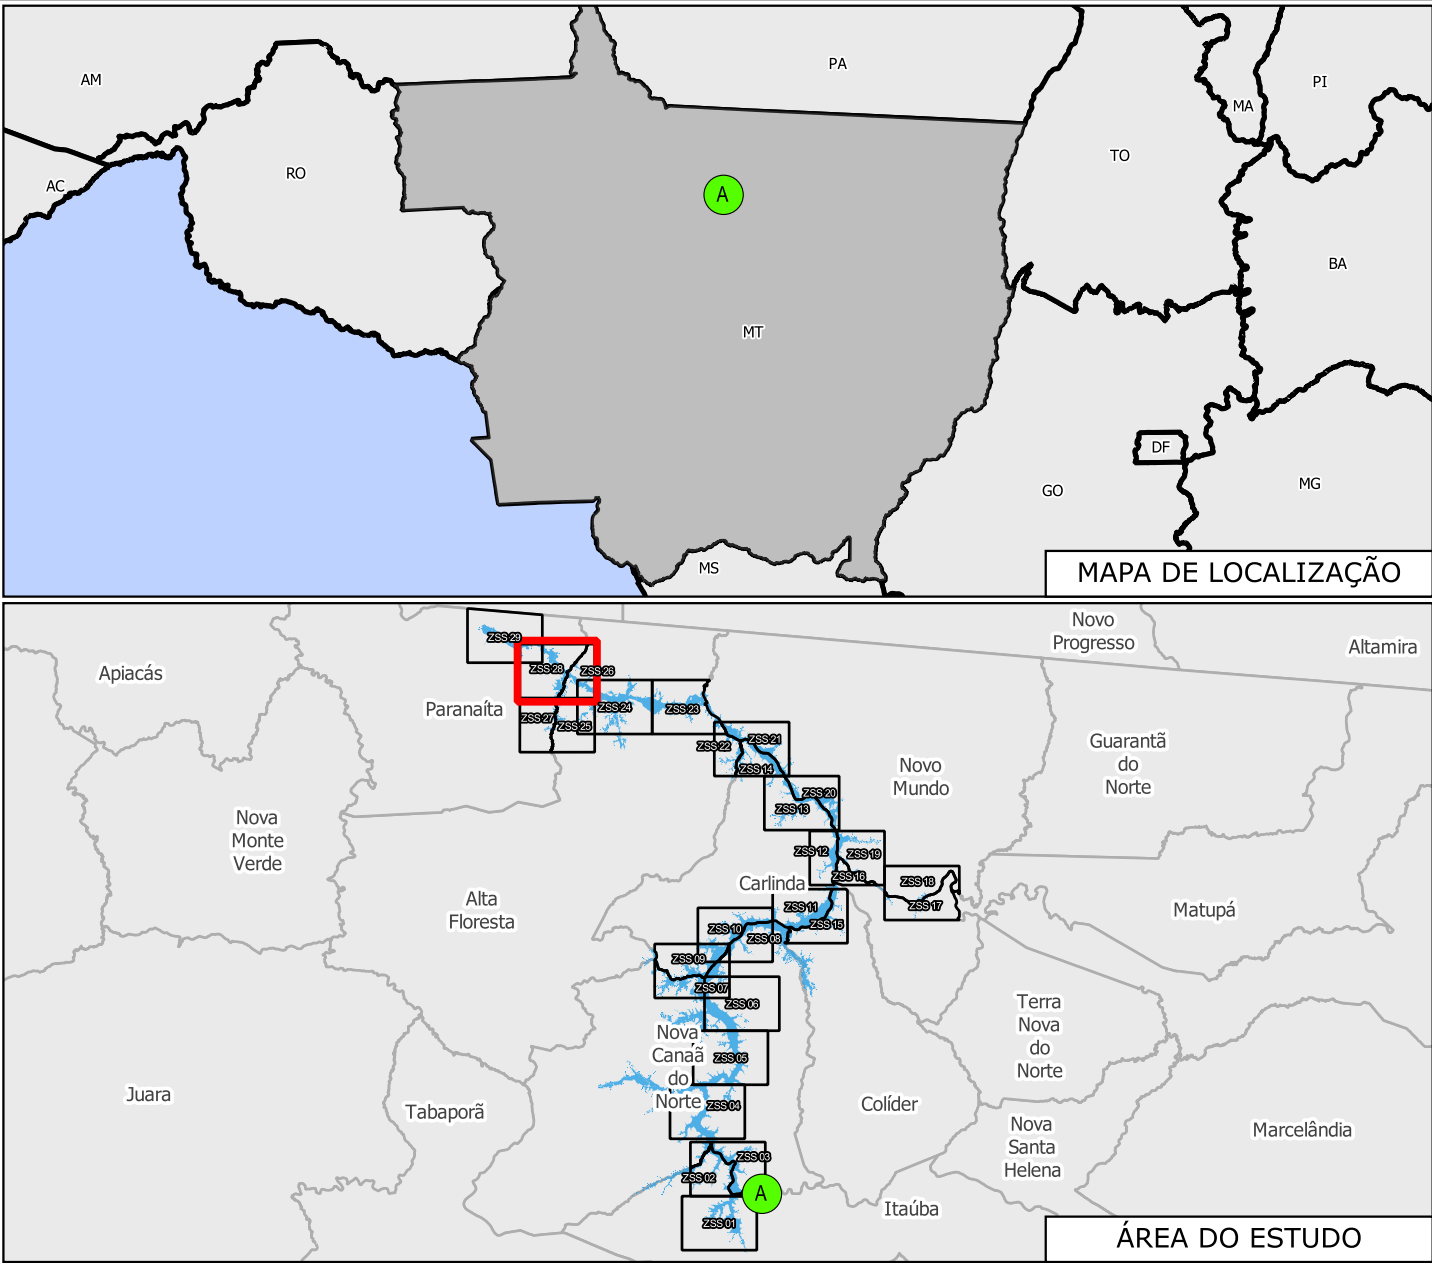 AM
PA
PI
MA
TO
RO
AC
A
BA
MT
DF
GO
MG
MS
MAPA DE LOCALIZAÇÃO
Novo
Progresso
Altamira
Apiacás
ZSS 29
ZSS 28
ZSS 26
Paranaíta
ZSS 24
ZSS 23
ZSS 27
ZSS 25
ZSS 22
ZSS 21
ZSS 14
Guarantã
do
Norte
Novo
Mundo
ZSS 20
ZSS 13
Nova
Monte
Verde
ZSS 12
ZSS 19
ZSS 16
ZSS 18
ZSS 17
Carlinda
Alta
Floresta
ZSS 11
ZSS 15
Matupá
ZSS 10
ZSS 08
ZSS 09
ZSS 07
ZSS 06
Terra
Nova
do
Norte
Nova
Canaã
do
Norte
ZSS 05
ZSS 04
Juara
Tabaporã
Colíder
Nova
Santa
Helena
Marcelândia
ZSS 03
ZSS 02
A
ZSS 01
Itaúba
ÁREA DO ESTUDO